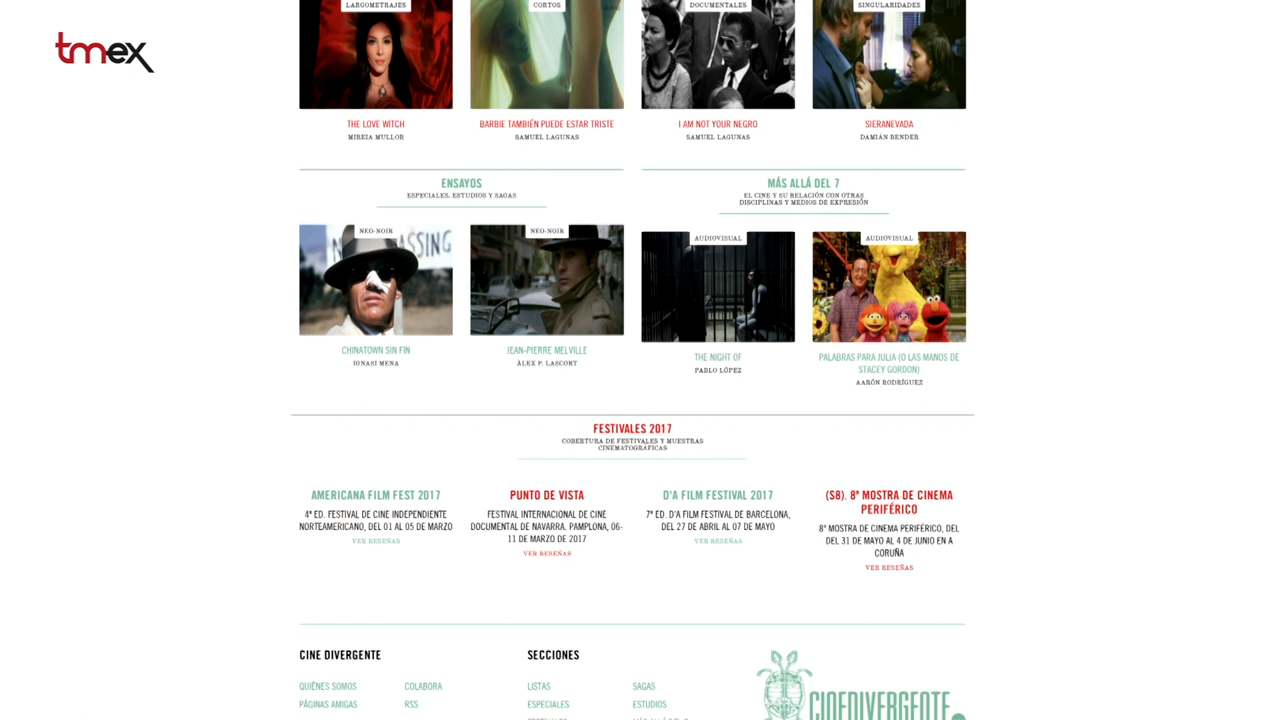 tmex
LARGOMETRAJES
CORTOS
DOCUMENTALES
SINGULARIDADES
THE LOVE WITCH
MIREIA MULLOR
BARBIE TAMBIÉN PUEDE ESTAR TRISTE
SAMUEL LAGUNAS
I AM NOT YOUR NEGRO
SAMUEL LAGUNAS
SIERANEVADA
DAMIÁN BENDER
ENSAYOS
ESPECIALES, ESTUDIOS Y SAGAS
MÁS ALLÁ DEL 7
EL CINE Y SU RELACIÓN CON OTRAS
DISCIPLINAS Y MEDIOS DE EXPRESIÓN
NEO-NOIR
NEO-NOIR
AUDIOVISUAL
AUDIOVISUAL
CHINATOWN SIN FIN
IONASI MENA
JEAN-PIERRE MELVILLE
ÀLEX P. LASCORT
THE NIGHT OF
PABLO LÓPEZ
PALABRAS PARA JULIA (O LAS MANOS DE
STACEY GORDON)
AARÓN RODRÍGUEZ
FESTIVALES 2017
COBERTURA DE FESTIVALES Y MUESTRAS
CINEMATOGRÁFICAS
AMERICANA FILM FEST 2017
4ª ED. FESTIVAL DE CINE INDEPENDIENTE
NORTEAMERICANO, DEL 01 AL 05 DE MARZO
VER RESEÑAS
PUNTO DE VISTA
FESTIVAL INTERNACIONAL DE CINE
DOCUMENTAL DE NAVARRA. PAMPLONA, 06-
11 DE MARZO DE 2017
VER RESEÑAS
D'A FILM FESTIVAL 2017
7ª ED. D'A FILM FESTIVAL DE BARCELONA,
DEL 27 DE ABRIL AL 07 DE MAYO
VER RESEÑAS
(S8). 8ª MOSTRA DE CINEMA
PERIFÉRICO
8ª MOSTRA DE CINEMA PERIFÉRICO, DEL
DEL 31 DE MAYO AL 4 DE JUNIO EN A
CORUÑA
VER RESEÑAS
CINE DIVERGENTE
QUIÉNES SOMOS
COLABORA
PÁGINAS AMIGAS
RSS
SECCIONES
LISTAS
SAGAS
ESPECIALES
ESTUDIOS
CINEDIVERGENTE